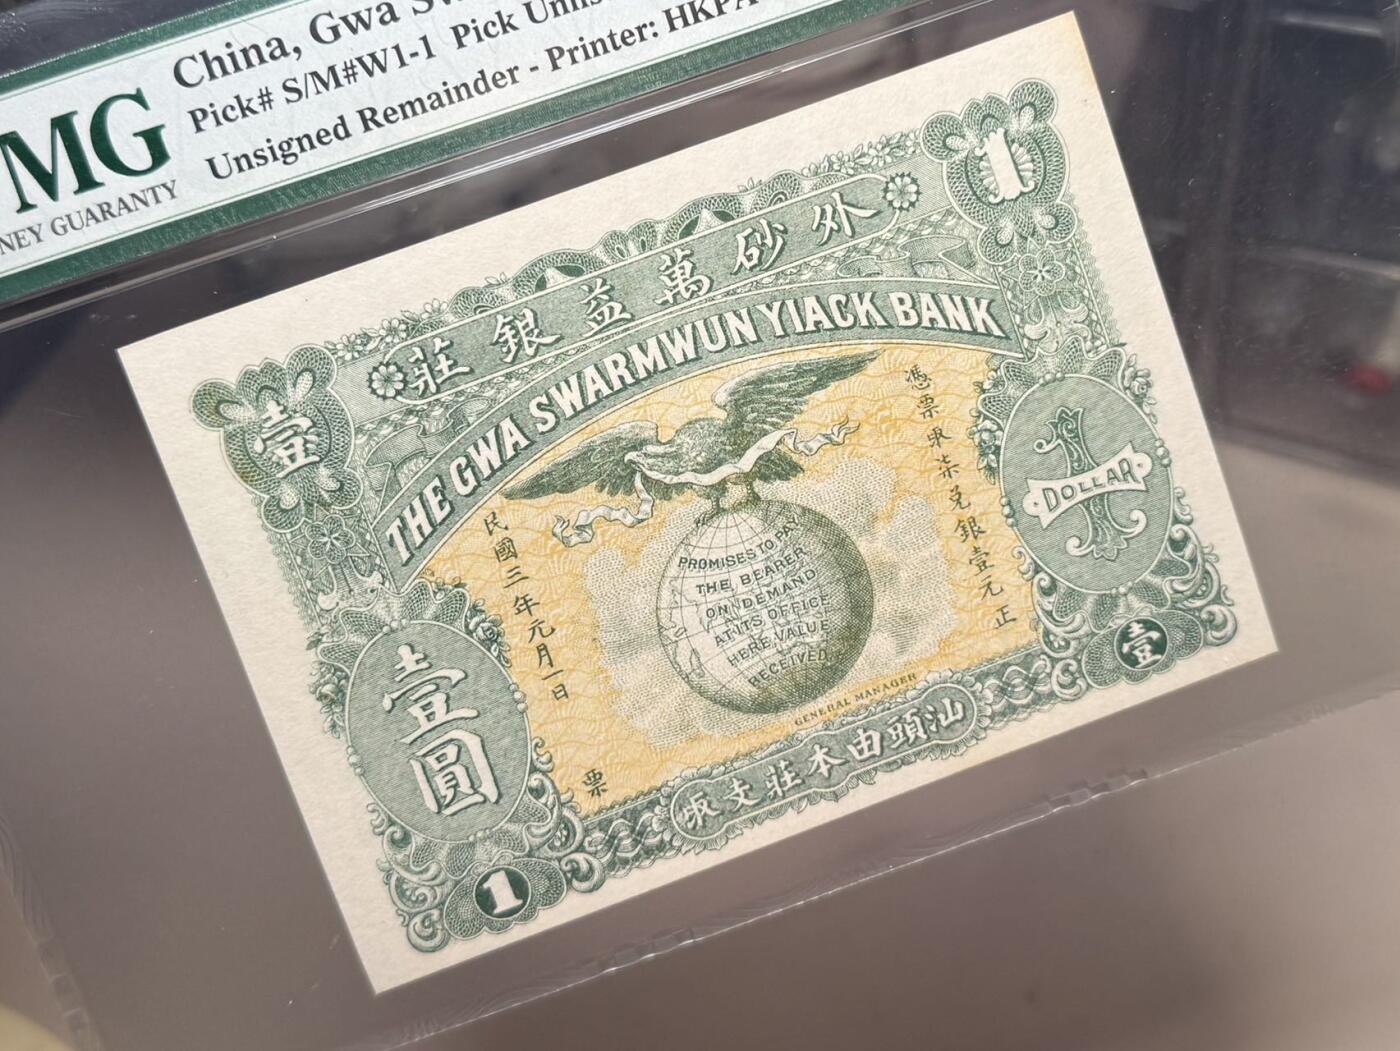 China, Gwa Sw
Pick# S/M#W1-1 Pick Unlis
Unsigned Remainder - Printer: HKPA
MG
NEY GUARANTY
外砂萬益銀莊
THE GWA SWARMWUN YIACK BANK
壹
1
憑票取柒兌銀壹元正
民國三年元月一日
票
PROMISES TO PAY
THE BEARER
ON DEMAND
AT ITS OFFICE
HERE VALUE
RECEIVED
GENERAL MANAGER
壹圓
1
DOLLAR
汕頭由本莊支取
1
壹